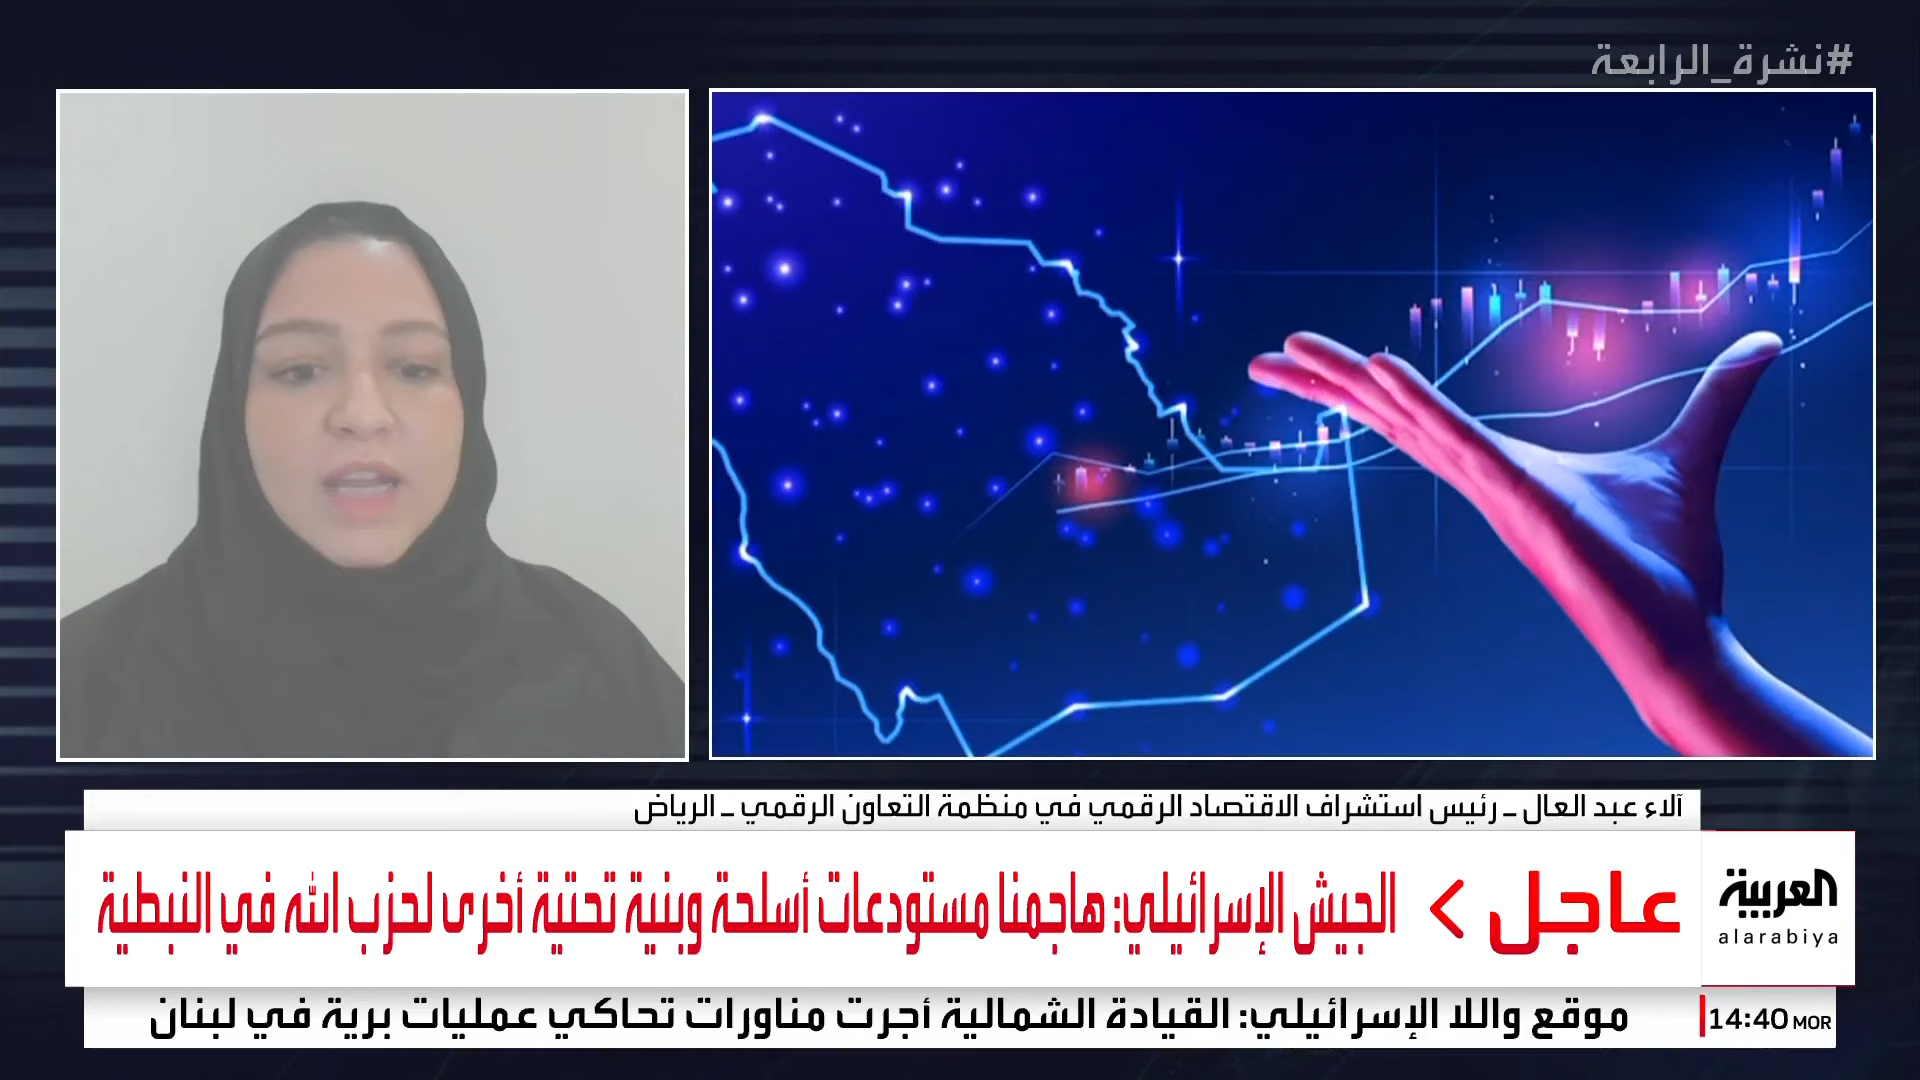 #نشرة_الرابعة
آلاء عبد العال – رئيس استشراف الاقتصاد الرقمي في منظمة التعاون الرقمي – الرياض
العربية
alarabiya
عاجل > الجيش الإسرائيلي: هاجمنا مستودعات أسلحة وبنية تحتية أخرى لحزب الله في النبطية
14:40 MOR
موقع واللا الإسرائيلي: القيادة الشمالية أجرت مناورات تحاكي عمليات برية في لبنان